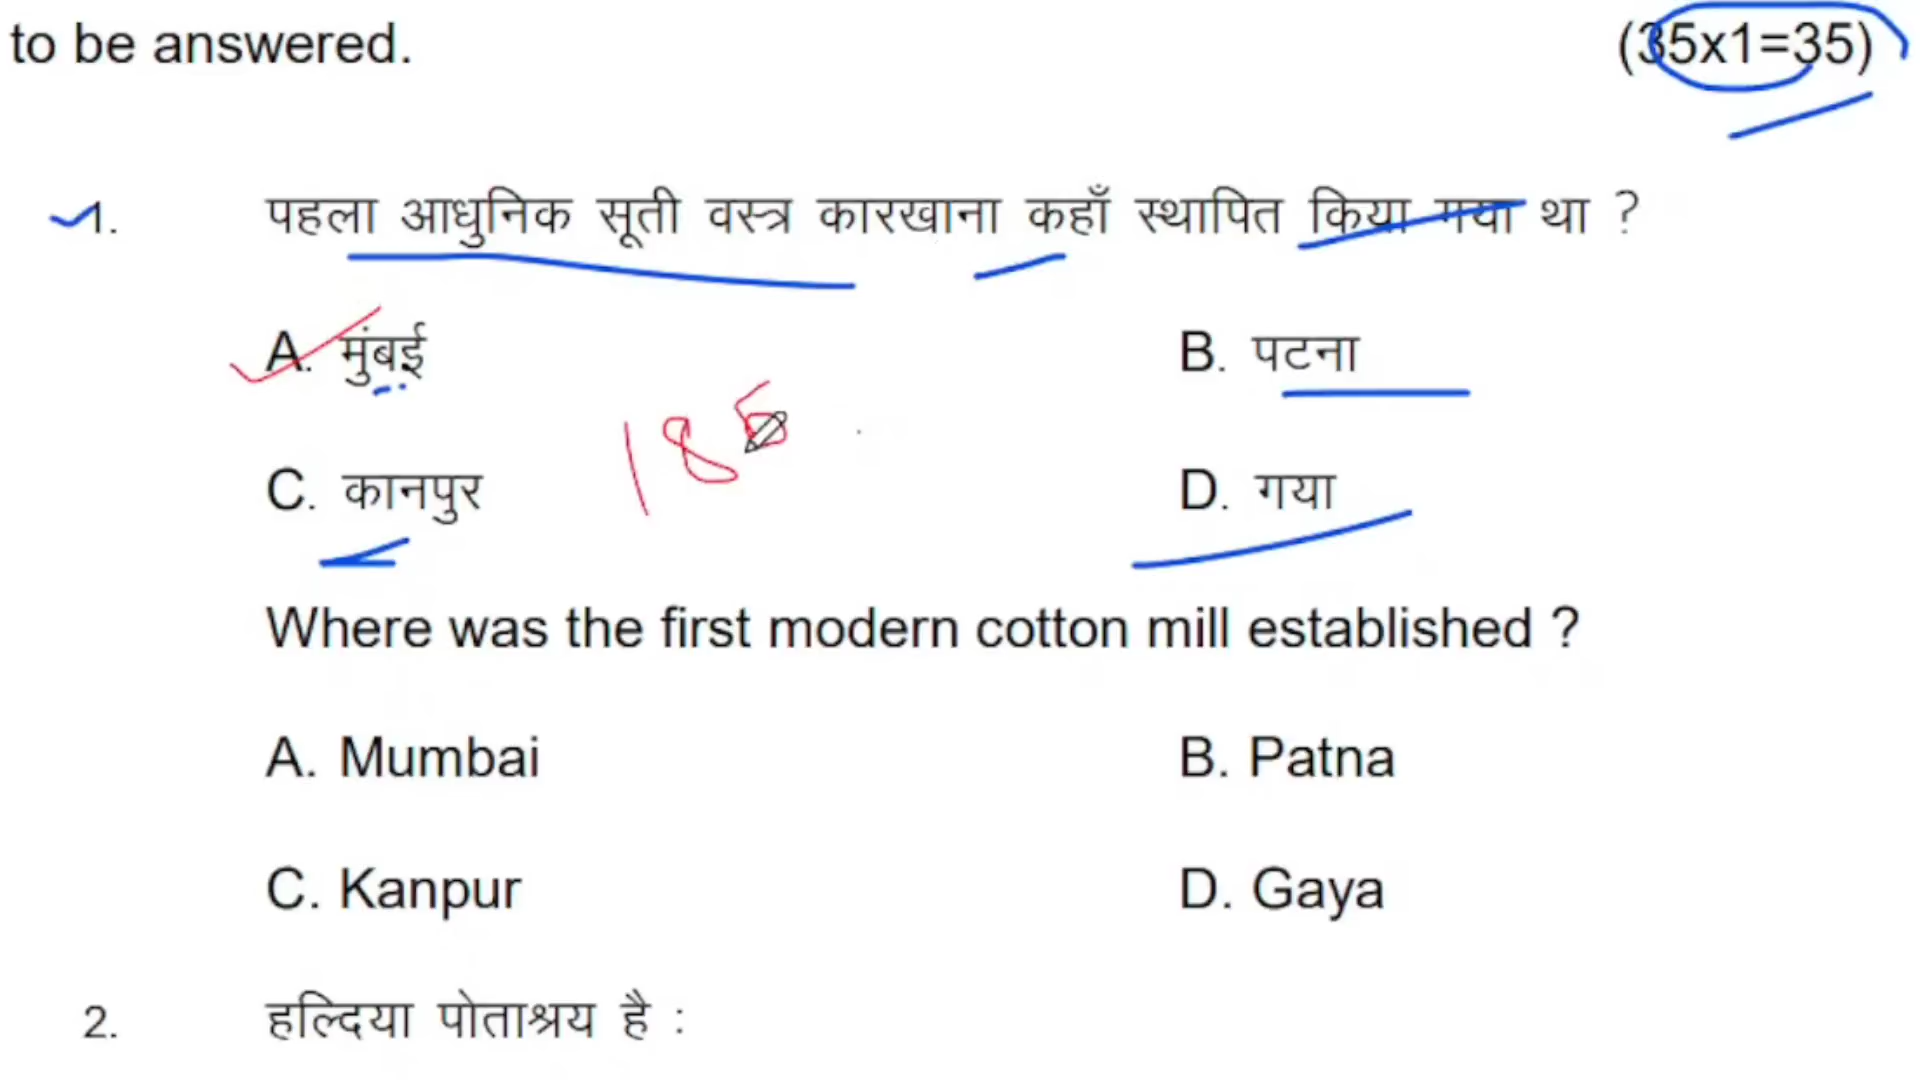 to be answered. (35x1=35)
1. पहला आधुनिक सूती वस्त्र कारखाना कहाँ स्थापित किया गया था ?
A. मुंबई B. पटना
185
C. कानपुर D. गया
Where was the first modern cotton mill established ?
A. Mumbai B. Patna
C. Kanpur D. Gaya
2. हल्दिया पोताश्रय है :